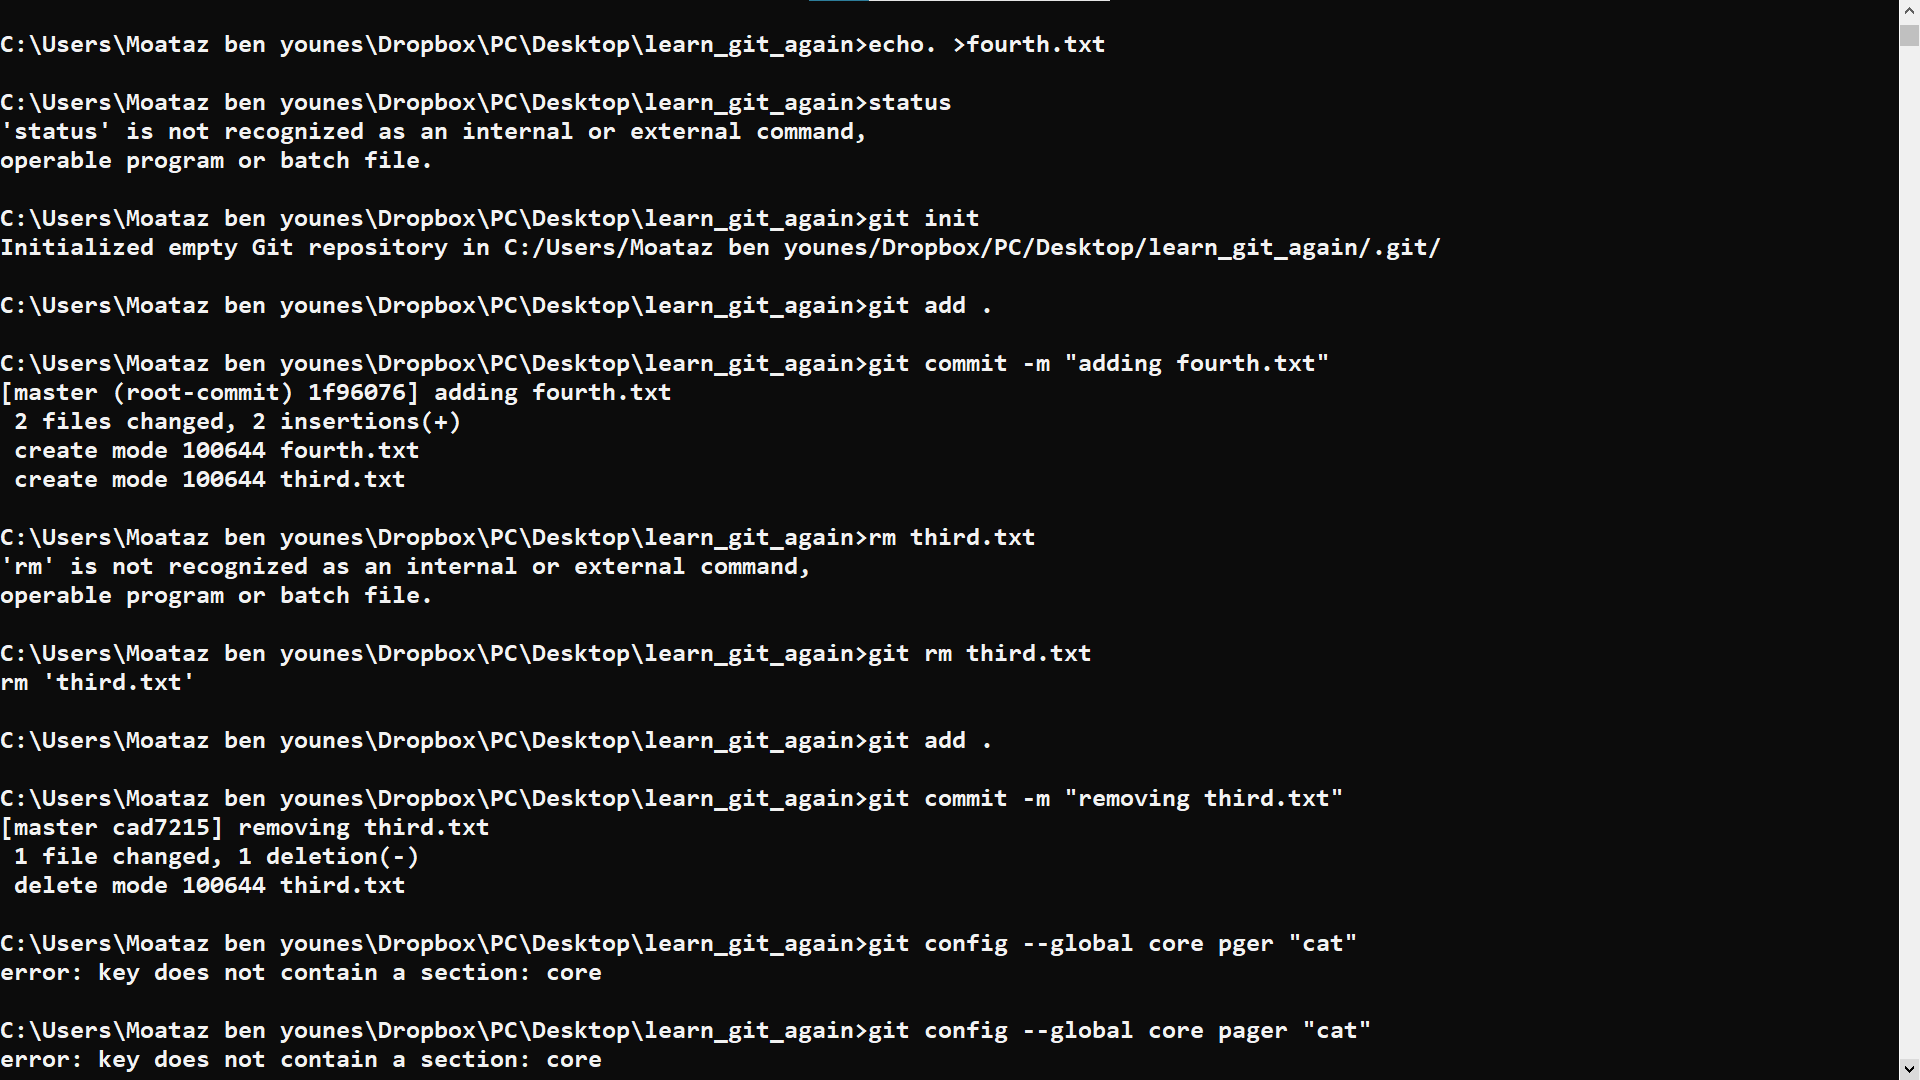 C:\Users\Moataz ben younes\Dropbox\PC\Desktop\learn_git_again>echo. >fourth.txt
C:\Users\Moataz ben younes\Dropbox\PC\Desktop\learn_git_again>status
'status' is not recognized as an internal or external command,
operable program or batch file.
C:\Users\Moataz ben younes\Dropbox\PC\Desktop\learn_git_again>git init
Initialized empty Git repository in C:/Users/Moataz ben younes/Dropbox/PC/Desktop/learn_git_again/.git/
C:\Users\Moataz ben younes\Dropbox\PC\Desktop\learn_git_again>git add .
C:\Users\Moataz ben younes\Dropbox\PC\Desktop\learn_git_again>git commit -m "adding fourth.txt"
[master (root-commit) 1f96076] adding fourth.txt
 2 files changed, 2 insertions(+)
 create mode 100644 fourth.txt
 create mode 100644 third.txt
C:\Users\Moataz ben younes\Dropbox\PC\Desktop\learn_git_again>rm third.txt
'rm' is not recognized as an internal or external command,
operable program or batch file.
C:\Users\Moataz ben younes\Dropbox\PC\Desktop\learn_git_again>git rm third.txt
rm 'third.txt'
C:\Users\Moataz ben younes\Dropbox\PC\Desktop\learn_git_again>git add .
C:\Users\Moataz ben younes\Dropbox\PC\Desktop\learn_git_again>git commit -m "removing third.txt"
[master cad7215] removing third.txt
 1 file changed, 1 deletion(-)
 delete mode 100644 third.txt
C:\Users\Moataz ben younes\Dropbox\PC\Desktop\learn_git_again>git config --global core pger "cat"
error: key does not contain a section: core
C:\Users\Moataz ben younes\Dropbox\PC\Desktop\learn_git_again>git config --global core pager "cat"
error: key does not contain a section: core